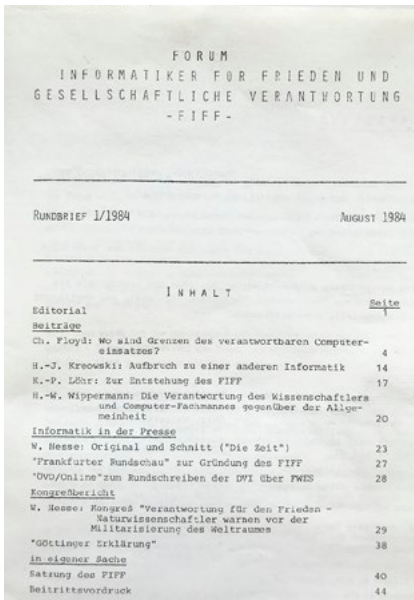 FORUM
INFORMATIKER FÜR FRIEDEN UND
GESELLSCHAFTLICHE VERANTWORTUNG
-FIFF-
RUNDBRIEF 1/1984 AUGUST 1984
INHALT
Seite
Editorial 1
Beiträge
Ch. Floyd: Wo sind Grenzen des verantwortbaren Computer-
einsatzes? 4
H.-J. Kreowski: Aufbruch zu einer anderen Informatik 14
K.-P. Löhr: Zur Entstehung des FIFF 17
H.-W. Wippermann: Die Verantwortung des Wissenschaftlers
und Computer-Fachmannes gegenüber der Allge-
meinheit 20
Informatik in der Presse
W. Hesse: Original und Schnitt ("Die Zeit") 23
"Frankfurter Rundschau" zur Gründung des FIFF 27
"ÖVD/Online"zum Rundschreiben der DVI über FWES 28
Kongreßbericht
W. Hesse: Kongreß "Verantwortung für den Frieden -
Naturwissenschaftler warnen vor der
Militarisierung des Weltraumes 29
"Göttinger Erklärung" 38
in eigener Sache
Satzung des FIFF 40
Beitrittsvordruck 44